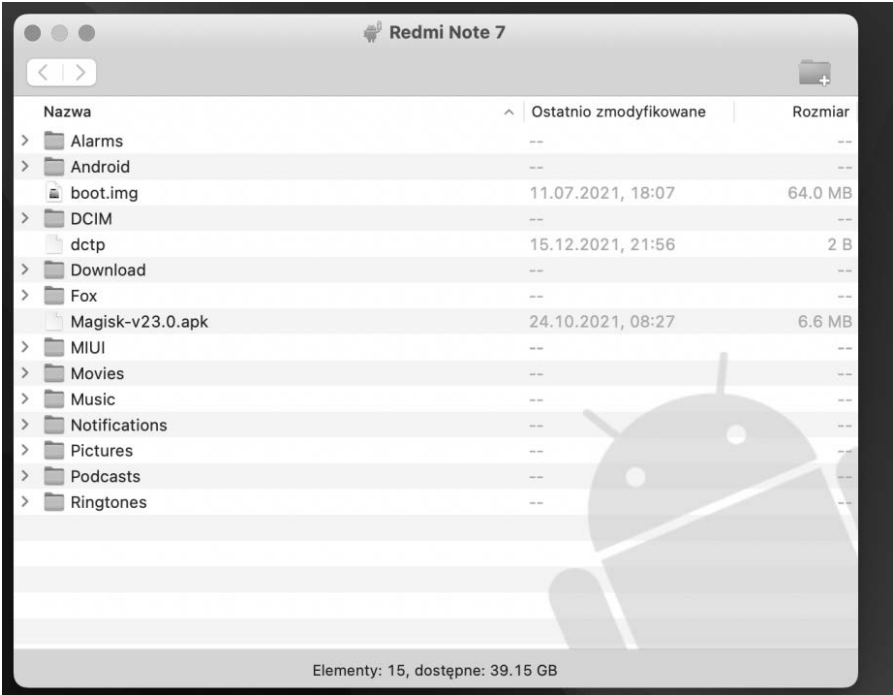 Redmi Note 7
Nazwa Ostatnio zmodyfikowane Rozmiar
Alarms -- --
Android -- --
boot.img 11.07.2021, 18:07 64.0 MB
DCIM -- --
dctp 15.12.2021, 21:56 2 B
Download -- --
Fox -- --
Magisk-v23.0.apk 24.10.2021, 08:27 6.6 MB
MIUI -- --
Movies -- --
Music -- --
Notifications -- --
Pictures -- --
Podcasts -- --
Ringtones -- --
Elementy: 15, dostępne: 39.15 GB